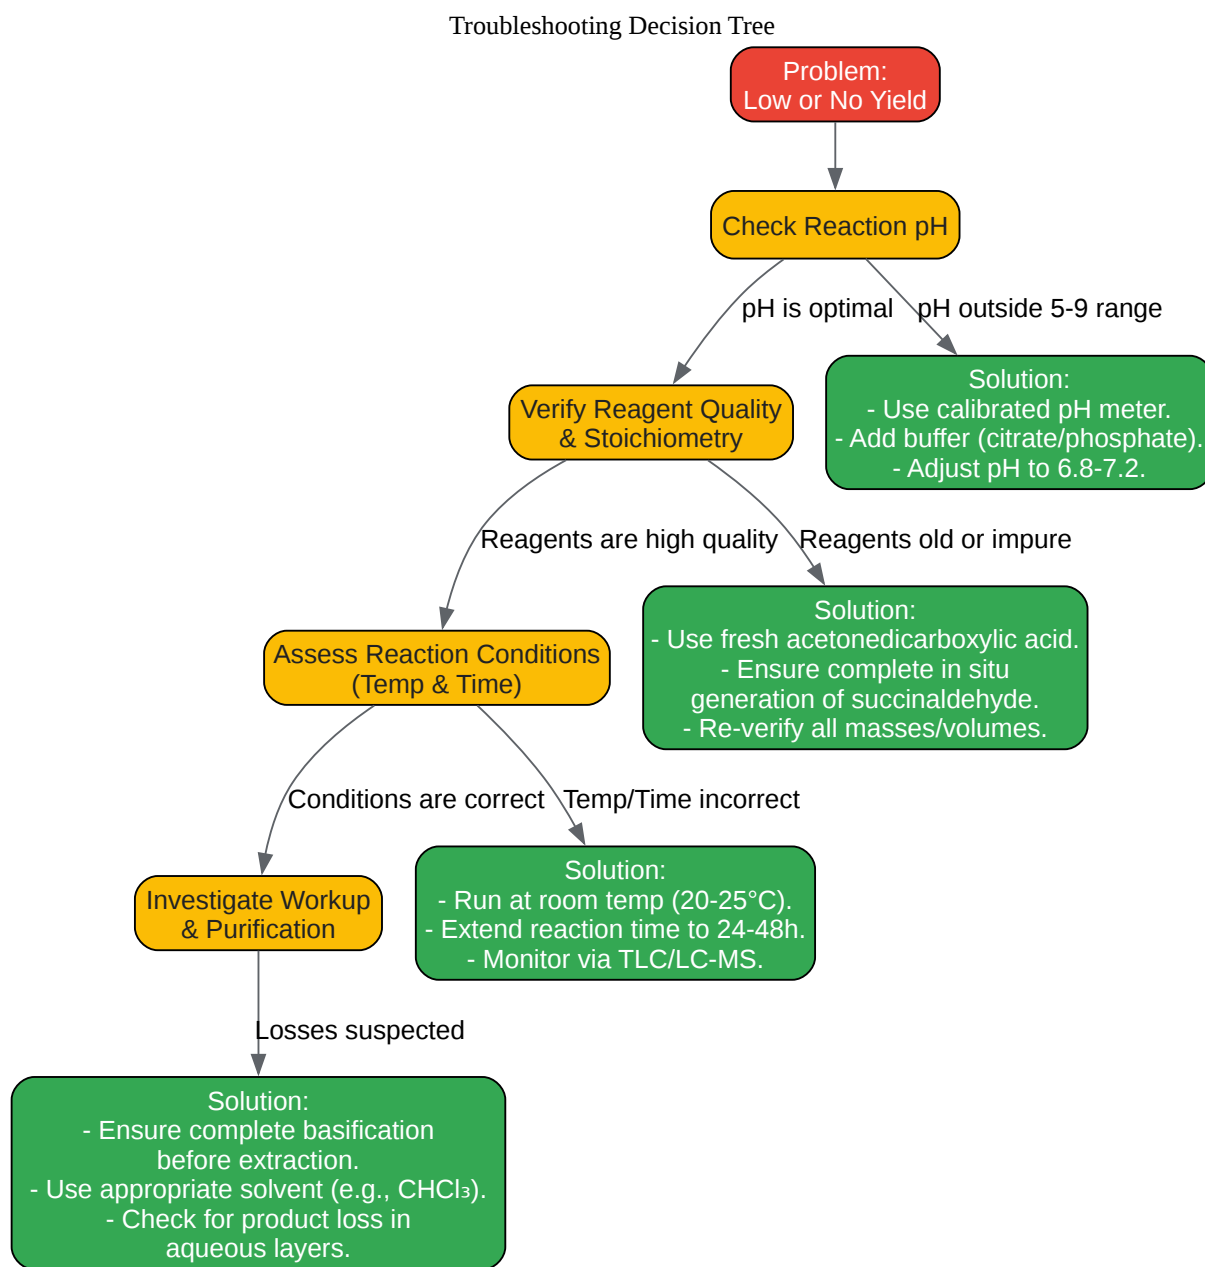 Troubleshooting Decision Tree
Problem:
Low or No Yield
Check Reaction pH
pH is optimal
pH outside 5-9 range
Solution:
- Use calibrated pH meter.
- Add buffer (citrate/phosphate).
- Adjust pH to 6.8-7.2.
Verify Reagent Quality
& Stoichiometry
Reagents are high quality
Reagents old or impure
Solution:
- Use fresh acetonedicarboxylic acid.
- Ensure complete in situ
generation of succinaldehyde.
- Re-verify all masses/volumes.
Assess Reaction Conditions
(Temp & Time)
Conditions are correct
Temp/Time incorrect
Solution:
- Run at room temp (20-25°C).
- Extend reaction time to 24-48h.
- Monitor via TLC/LC-MS.
Investigate Workup
& Purification
Losses suspected
Solution:
- Ensure complete basification
before extraction.
- Use appropriate solvent (e.g., CHCl₃).
- Check for product loss in
aqueous layers.